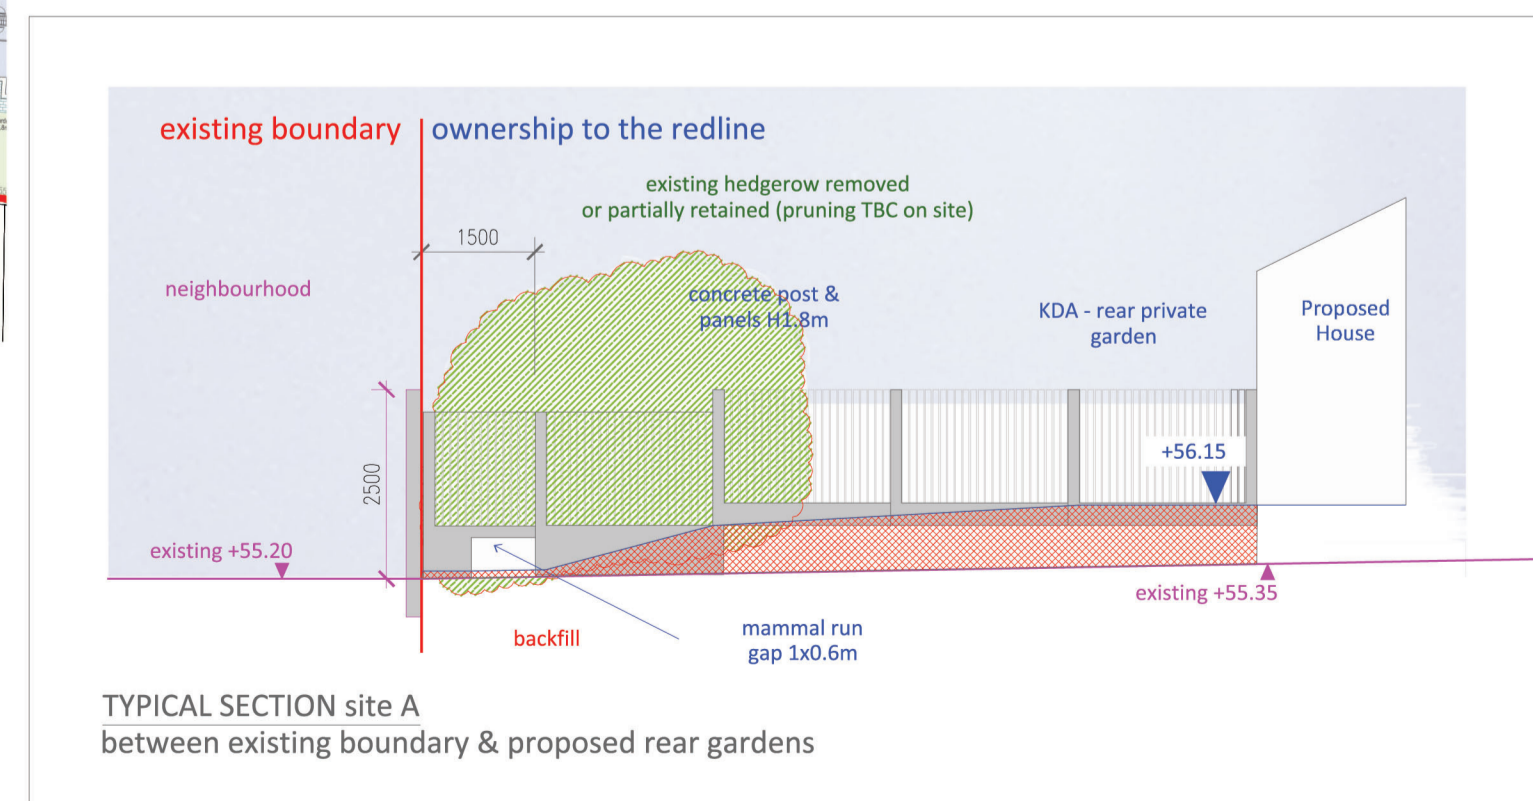 existing boundary
ownership to the redline
existing hedgerow removed
or partially retained (pruning TBC on site)
1500
neighbourhood
concrete post &
panels H1.8m
KDA - rear private
garden
Proposed
House
+56.15
2500
existing +55.20
existing +55.35
backfill
mammal run
gap 1x0.6m
TYPICAL SECTION site A
between existing boundary & proposed rear gardens